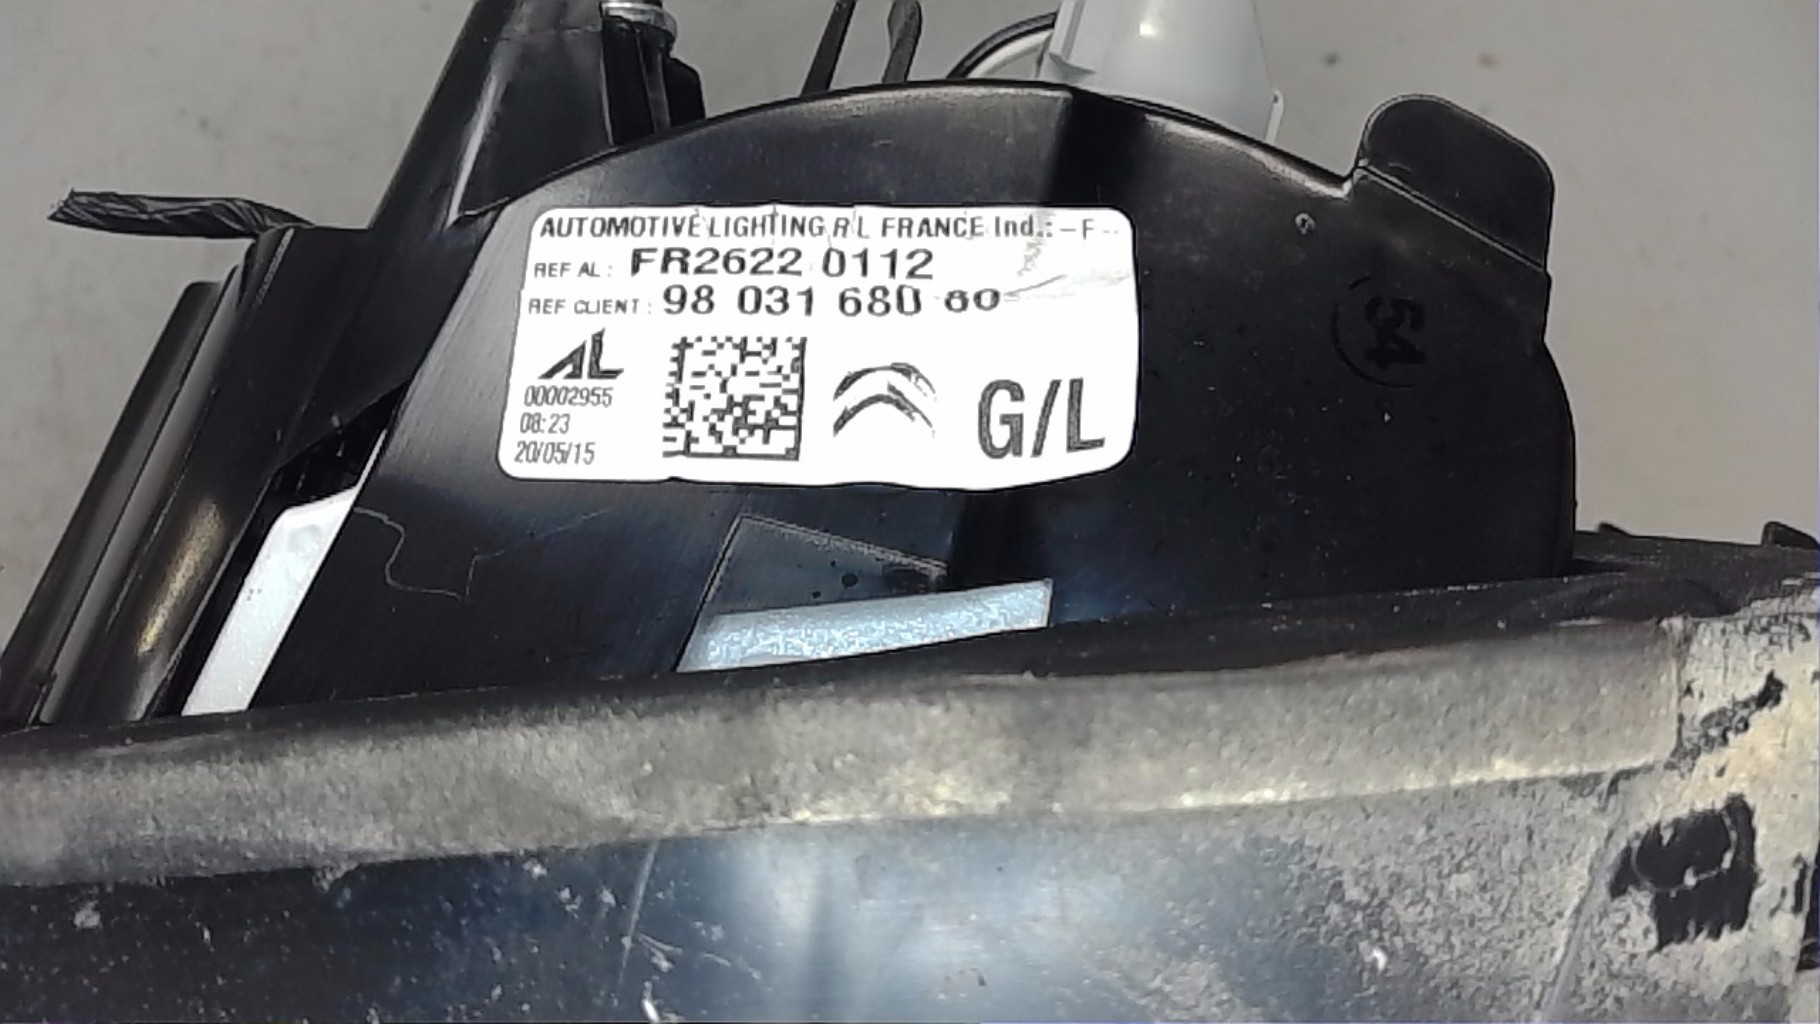 AUTOMOTIVE LIGHTING R L FRANCE Ind.: -F-
REF AL: FR2622 0112
REF CLIENT: 98 031 680
AL
00002955
08:23
20/05/15
G/L
54